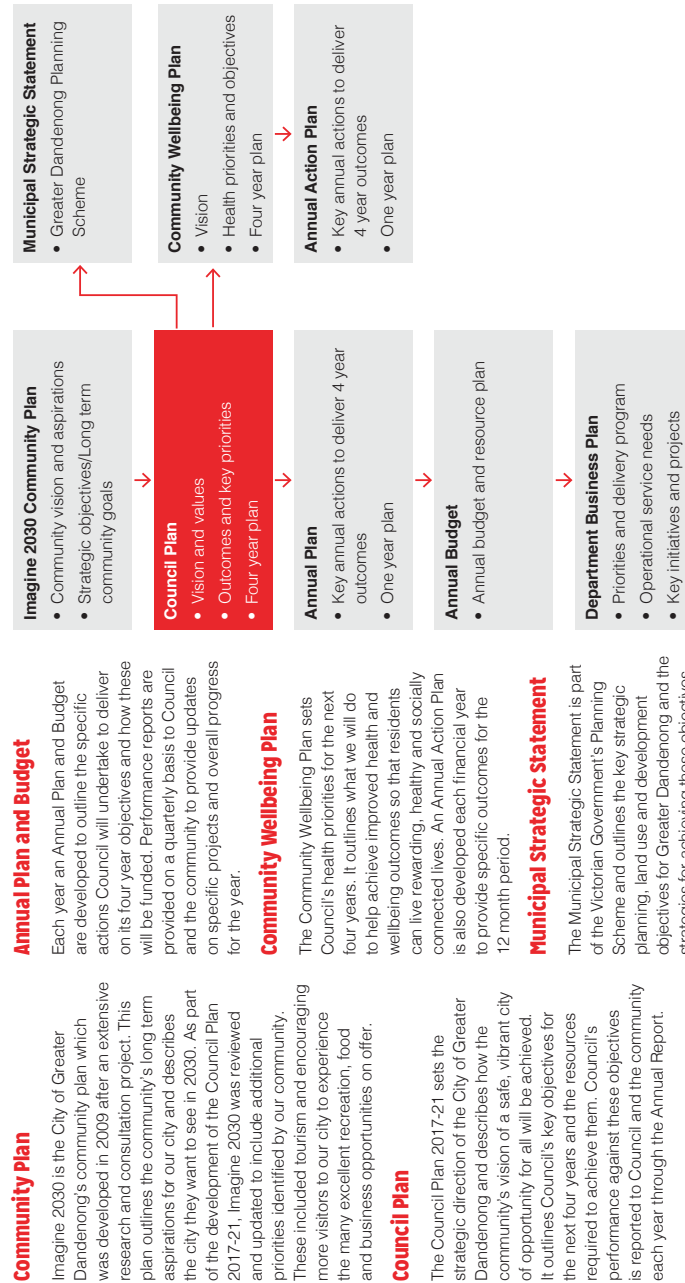 Community Plan
Imagine 2030 is the City of Greater
Dandenong's community plan which
was developed in 2009 after an extensive
research and consultation project. This
plan outlines the community's long term
aspirations for our city and describes
the city they want to see in 2030. As part
of the development of the Council Plan
2017-21, Imagine 2030 was reviewed
and updated to include additional
priorities identified by our community.
These included tourism and encouraging
more visitors to our city to experience
the many excellent recreation, food
and business opportunities on offer.
Council Plan
The Council Plan 2017-21 sets the
strategic direction of the City of Greater
Dandenong and describes how the
community's vision of a safe, vibrant city
of opportunity for all will be achieved.
It outlines Council's key objectives for
the next four years and the resources
required to achieve them. Council's
performance against these objectives
is reported to Council and the community
each year through the Annual Report.
Annual Plan and Budget
Each year an Annual Plan and Budget
are developed to outline the specific
actions Council will undertake to deliver
on its four year objectives and how these
will be funded. Performance reports are
provided on a quarterly basis to Council
and the community to provide updates
on specific projects and overall progress
for the year.
Community Wellbeing Plan
The Community Wellbeing Plan sets
Council's health priorities for the next
four years. It outlines what we will do
to help achieve improved health and
wellbeing outcomes so that residents
can live rewarding, healthy and socially
connected lives. An Annual Action Plan
is also developed each financial year
to provide specific outcomes for the
12 month period.
Municipal Strategic Statement
The Municipal Strategic Statement is part
of the Victorian Government's Planning
Scheme and outlines the key strategic
planning, land use and development
objectives for Greater Dandenong and the
strategies for achieving these objectives
Imagine 2030 Community Plan
• Community vision and aspirations
• Strategic objectives/Long term
community goals
Council Plan
• Vision and values
• Outcomes and key priorities
• Four year plan
Annual Plan
• Key annual actions to deliver 4 year
outcomes
• One year plan
Annual Budget
• Annual budget and resource plan
Department Business Plan
• Priorities and delivery program
• Operational service needs
• Key initiatives and projects
Municipal Strategic Statement
• Greater Dandenong Planning
Scheme
Community Wellbeing Plan
• Vision
• Health priorities and objectives
• Four year plan
Annual Action Plan
• Key annual actions to deliver
4 year outcomes
• One year plan